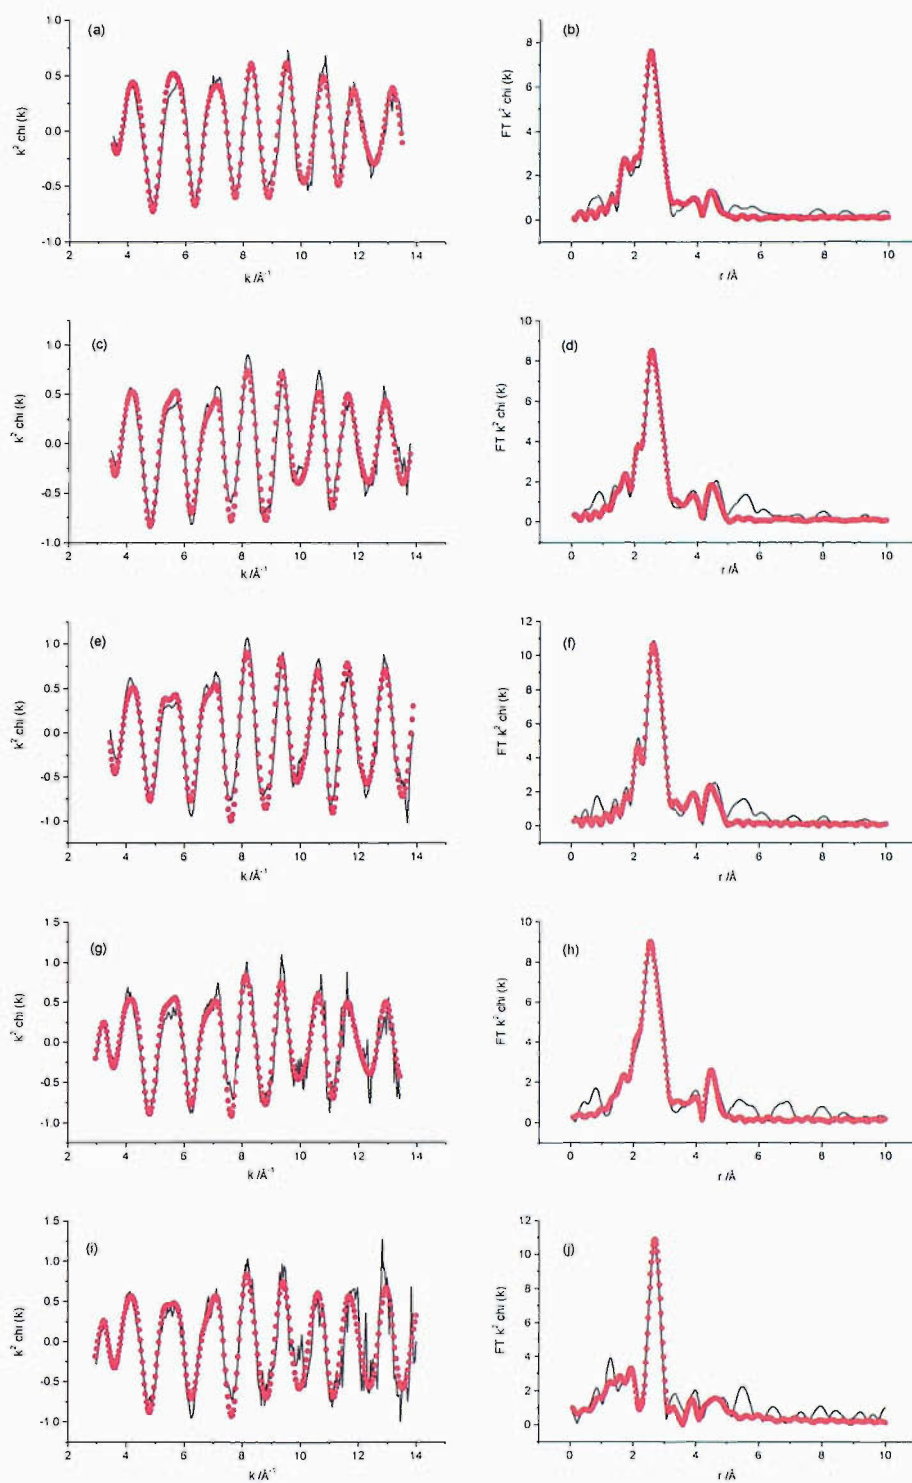 (a)
k² chi (k)
1.0
0.5
0.0
-0.5
-1.0
2 4 6 8 10 12 14
k /Å⁻¹
(b)
FT k² chi (k)
8
6
4
2
0
0 2 4 6 8 10
r /Å
(c)
k² chi (k)
1.0
0.5
0.0
-0.5
-1.0
2 4 6 8 10 12 14
k /Å⁻¹
(d)
FT k² chi (k)
10
8
6
4
2
0
0 2 4 6 8 10
r /Å
(e)
k² chi (k)
1.0
0.5
0.0
-0.5
-1.0
2 4 6 8 10 12 14
k /Å⁻¹
(f)
FT k² chi (k)
12
10
8
6
4
2
0
0 2 4 6 8 10
r /Å
(g)
k² chi (k)
1.5
1.0
0.5
0.0
-0.5
-1.0
2 4 6 8 10 12 14
k /Å⁻¹
(h)
FT k² chi (k)
10
8
6
4
2
0
0 2 4 6 8 10
r /Å
(i)
k² chi (k)
1.5
1.0
0.5
0.0
-0.5
-1.0
2 4 6 8 10 12 14
k /Å⁻¹
(j)
FT k² chi (k)
12
10
8
6
4
2
0
0 2 4 6 8 10
r /Å